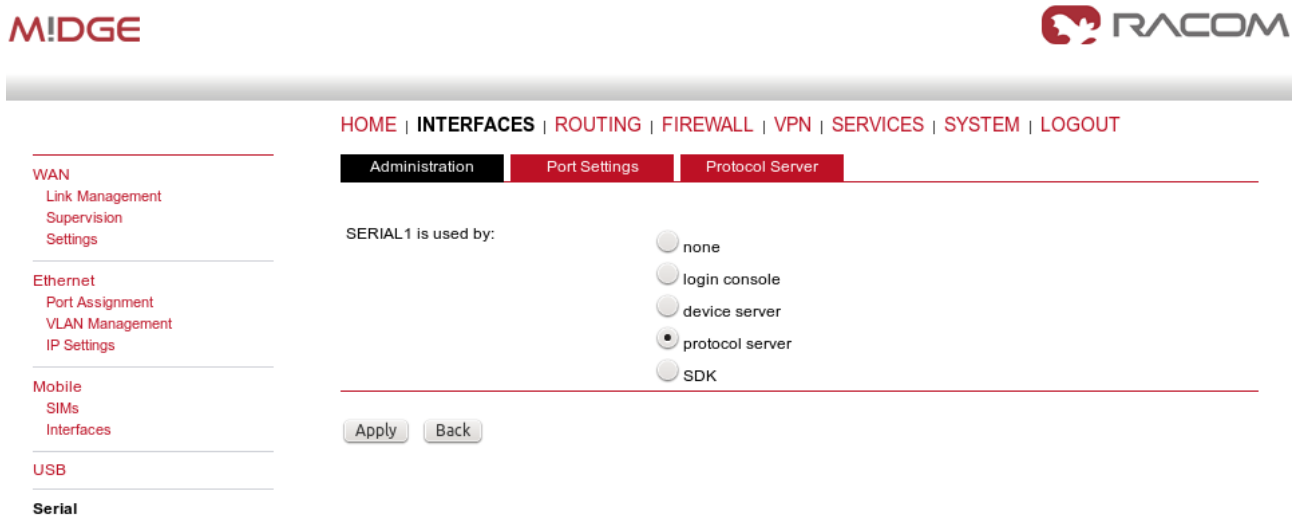 M!DGE
RACOM
HOME | INTERFACES | ROUTING | FIREWALL | VPN | SERVICES | SYSTEM | LOGOUT
WAN
Link Management
Supervision
Settings
Ethernet
Port Assignment
VLAN Management
IP Settings
Mobile
SIMs
Interfaces
USB
Serial
Administration Port Settings Protocol Server
SERIAL1 is used by:
none
login console
device server
protocol server
SDK
Apply Back